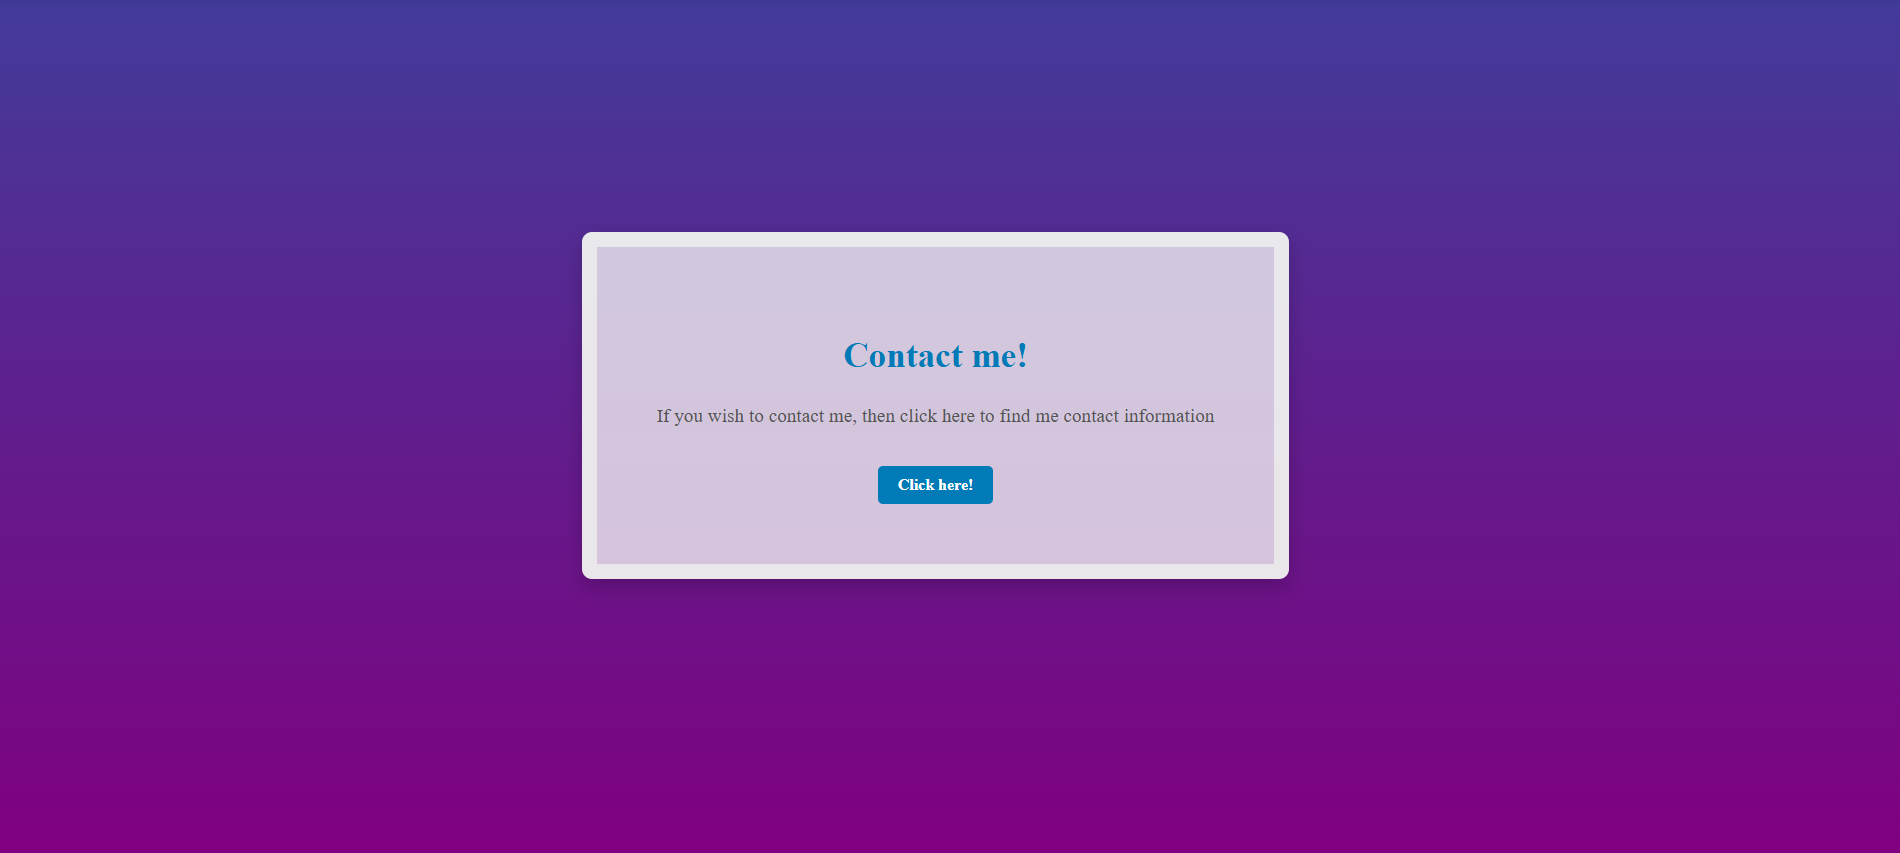 Contact me!
If you wish to contact me, then click here to find me contact information
Click here!